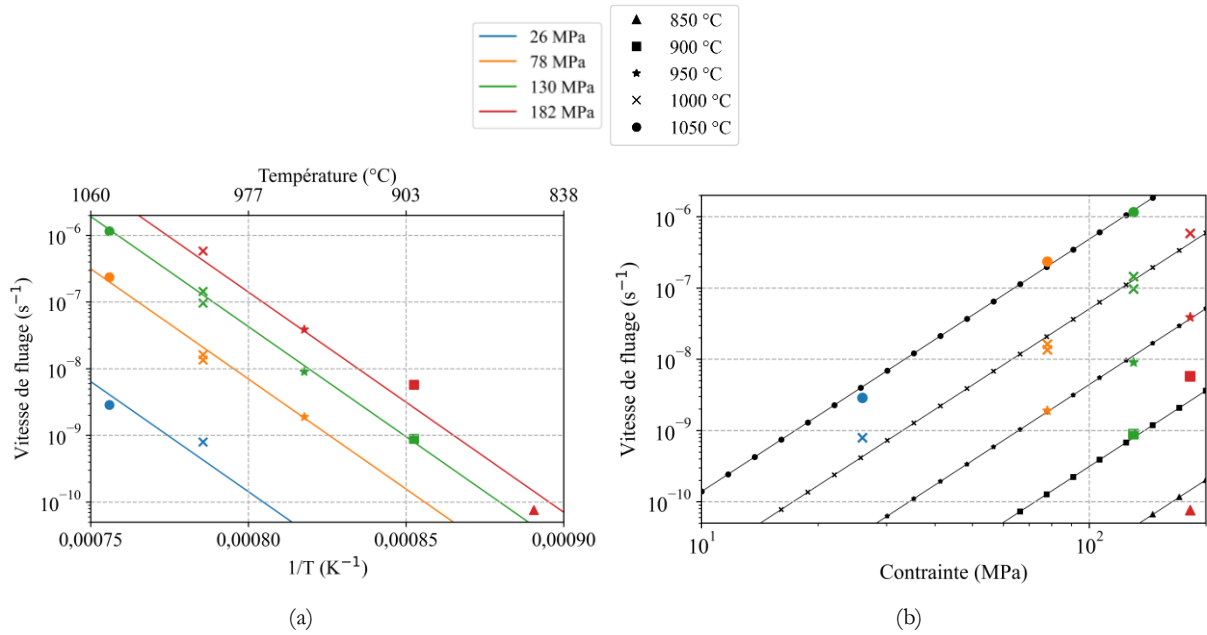 26 MPa
78 MPa
130 MPa
182 MPa
850 °C
900 °C
950 °C
1000 °C
1050 °C
Température (°C)
1060 977 903 838
Vitesse de fluage (s⁻¹)
10⁻⁶
10⁻⁷
10⁻⁸
10⁻⁹
10⁻¹⁰
0,00075 0,00080 0,00085 0,00090
1/T (K⁻¹)
(a)
Vitesse de fluage (s⁻¹)
10⁻⁶
10⁻⁷
10⁻⁸
10⁻⁹
10⁻¹⁰
10¹ 10²
Contrainte (MPa)
(b)